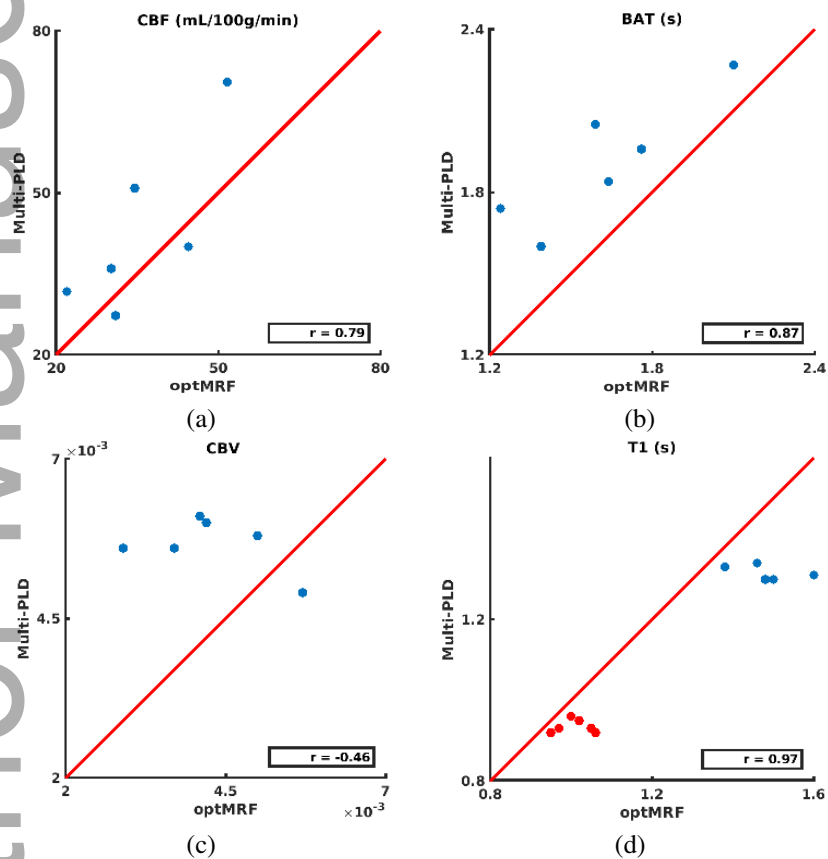 CBF (mL/100g/min)
80
50
20
Multi-PLD
r = 0.79
20 50 80
optMRF
(a)
BAT (s)
2.4
1.8
1.2
Multi-PLD
r = 0.87
1.2 1.8 2.4
optMRF
(b)
CBV
×10⁻³
7
4.5
2
Multi-PLD
r = -0.46
2 4.5 7
optMRF
×10⁻³
(c)
T1 (s)
1.2
0.8
Multi-PLD
r = 0.97
0.8 1.2 1.6
optMRF
(d)